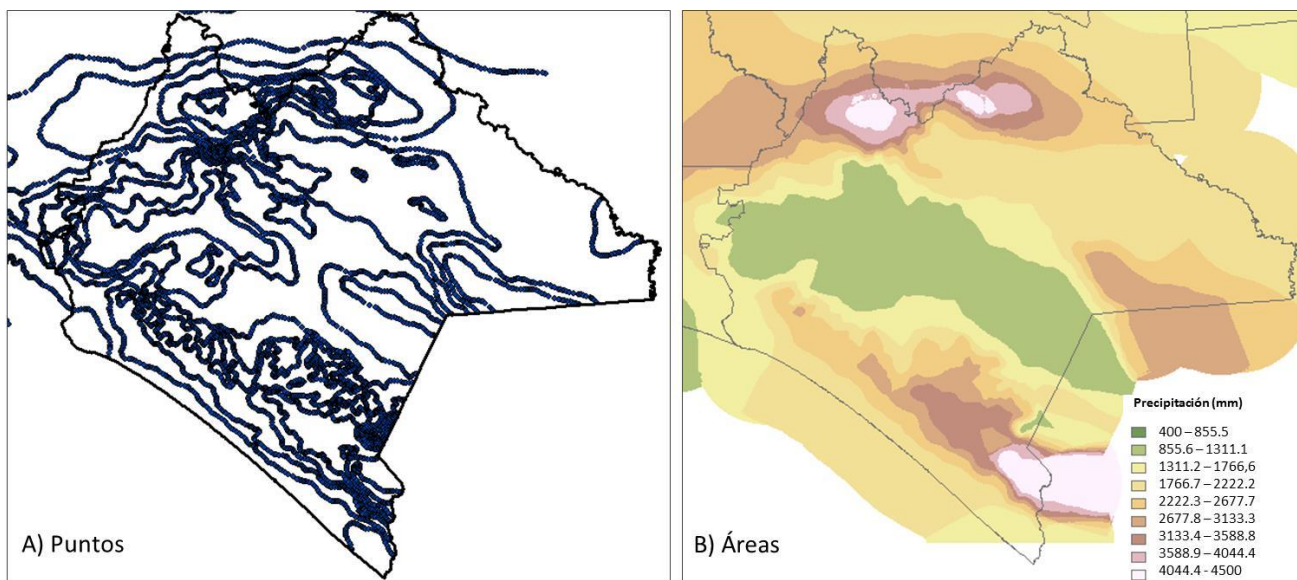 A) Puntos
B) Áreas
Precipitación (mm)
400 – 855.5
855.6 – 1311.1
1311.2 – 1766,6
1766.7 – 2222.2
2222.3 – 2677.7
2677.8 – 3133.3
3133.4 – 3588.8
3588.9 – 4044.4
4044.4 - 4500